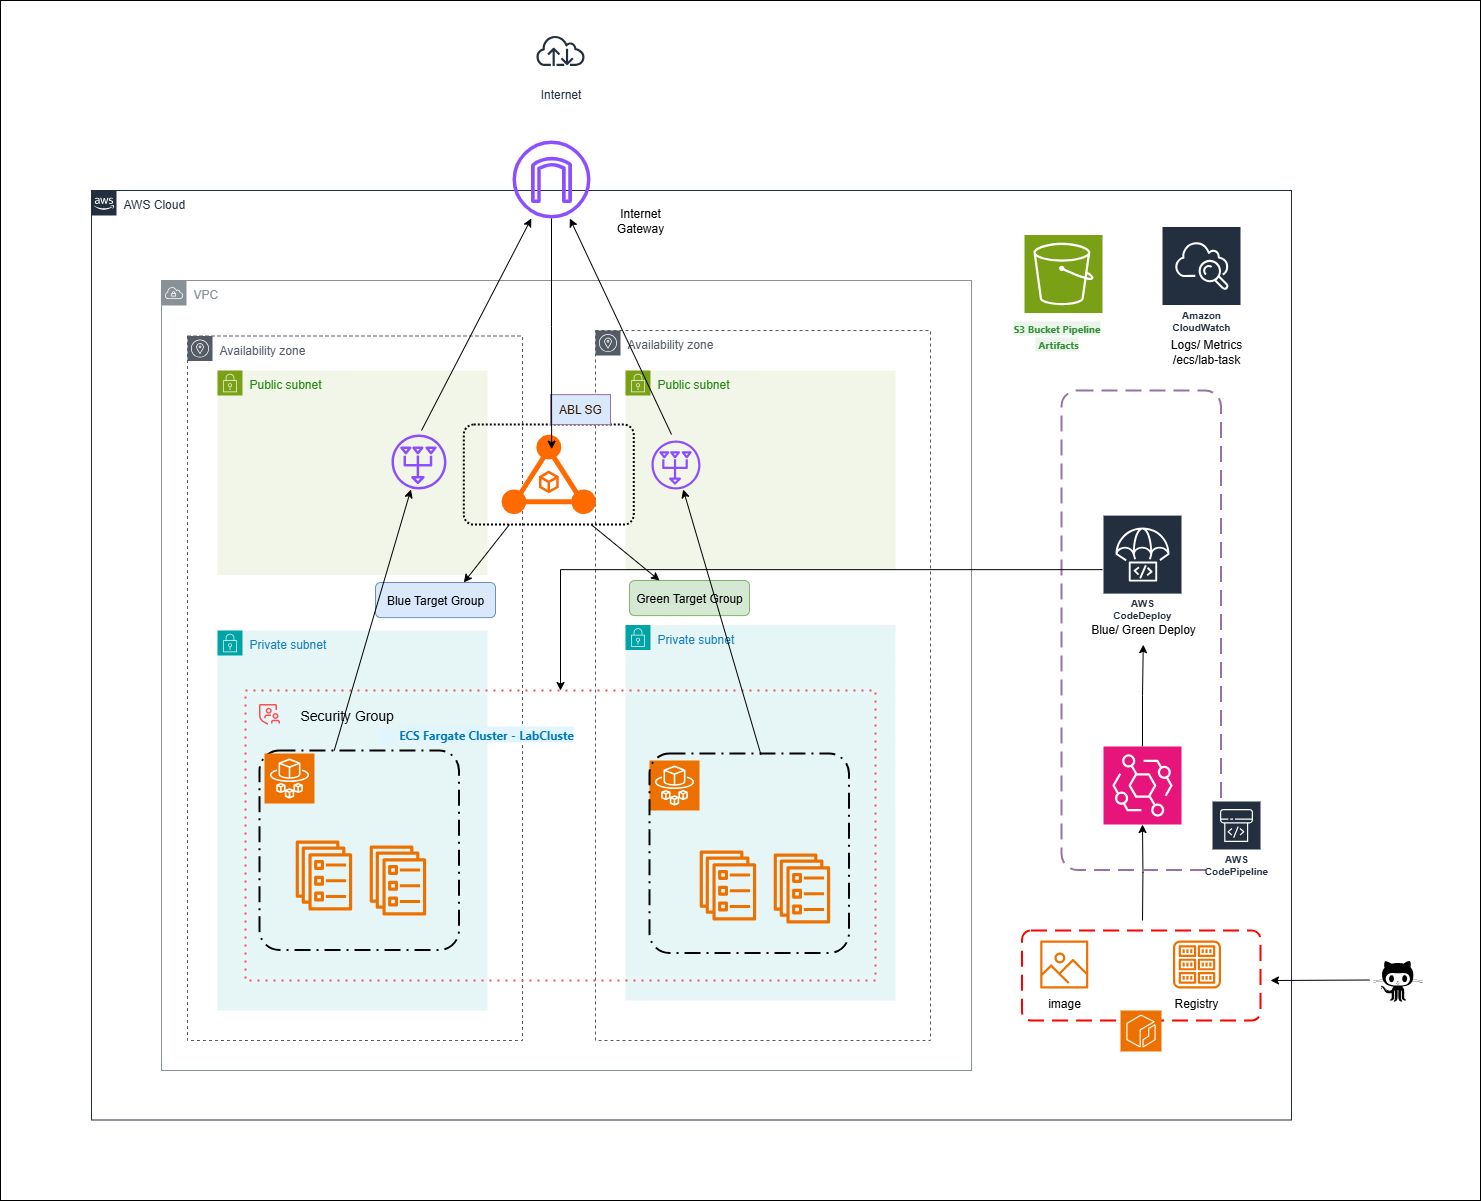 Internet
aws
AWS Cloud
Internet
Gateway
VPC
Availability zone
Availability zone
Public subnet
Public subnet
ABL SG
Blue Target Group
Green Target Group
Private subnet
Private subnet
Security Group
ECS Fargate Cluster - LabCluste
S3 Bucket Pipeline
Artifacts
Amazon
CloudWatch
Logs/ Metrics
/ecs/lab-task
AWS
CodeDeploy
Blue/ Green Deploy
AWS
CodePipeline
image
Registry